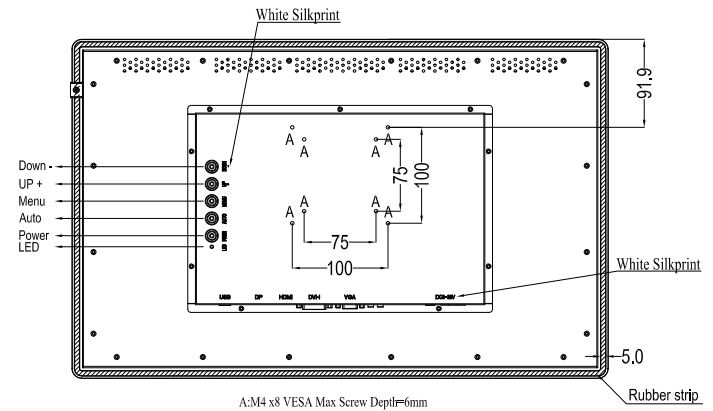 White Silkprint
91.9
A A A A
Down -
UP +
75
100
Menu
Auto
A A A A
Power
75
LED
100
White Silkprint
USB DP HDMI VGA
5.0
Rubber strip
A:M4 x8 VESA Max Screw Depth=6mm